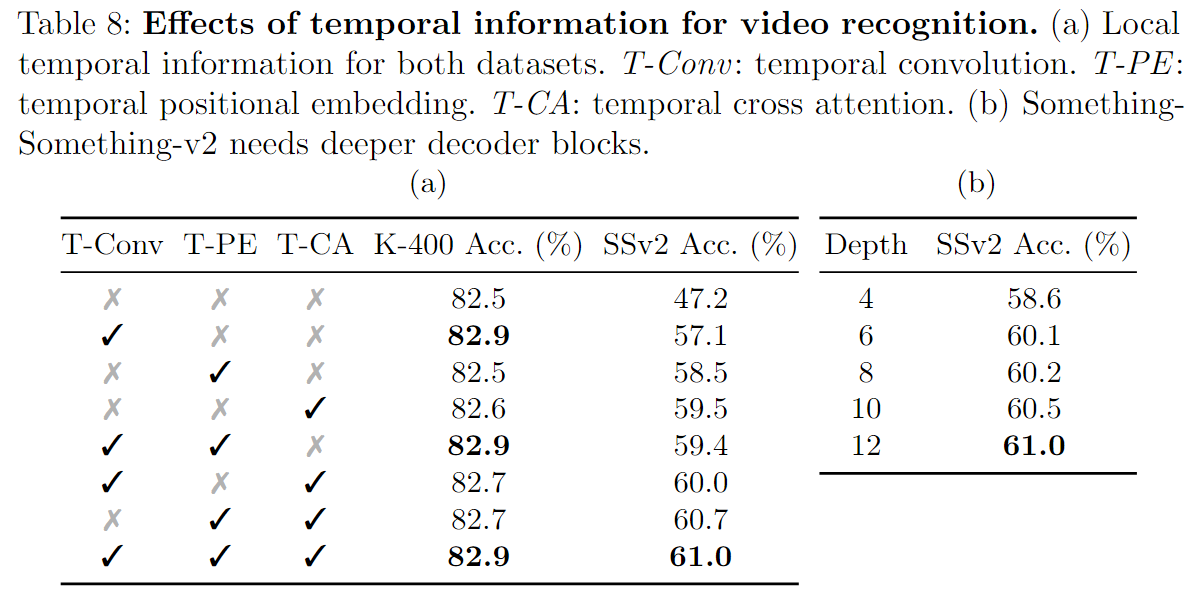 Table 8: Effects of temporal information for video recognition. (a) Local
temporal information for both datasets. T-Conv: temporal convolution. T-PE:
temporal positional embedding. T-CA: temporal cross attention. (b) Something-
Something-v2 needs deeper decoder blocks.
(a)
T-Conv T-PE T-CA K-400 Acc. (%) SSv2 Acc. (%)
✗ ✗ ✗ 82.5 47.2
✓ ✗ ✗ 82.9 57.1
✗ ✓ ✗ 82.5 58.5
✗ ✗ ✓ 82.6 59.5
✓ ✓ ✗ 82.9 59.4
✓ ✗ ✓ 82.7 60.0
✗ ✓ ✓ 82.7 60.7
✓ ✓ ✓ 82.9 61.0
(b)
Depth SSv2 Acc. (%)
4 58.6
6 60.1
8 60.2
10 60.5
12 61.0